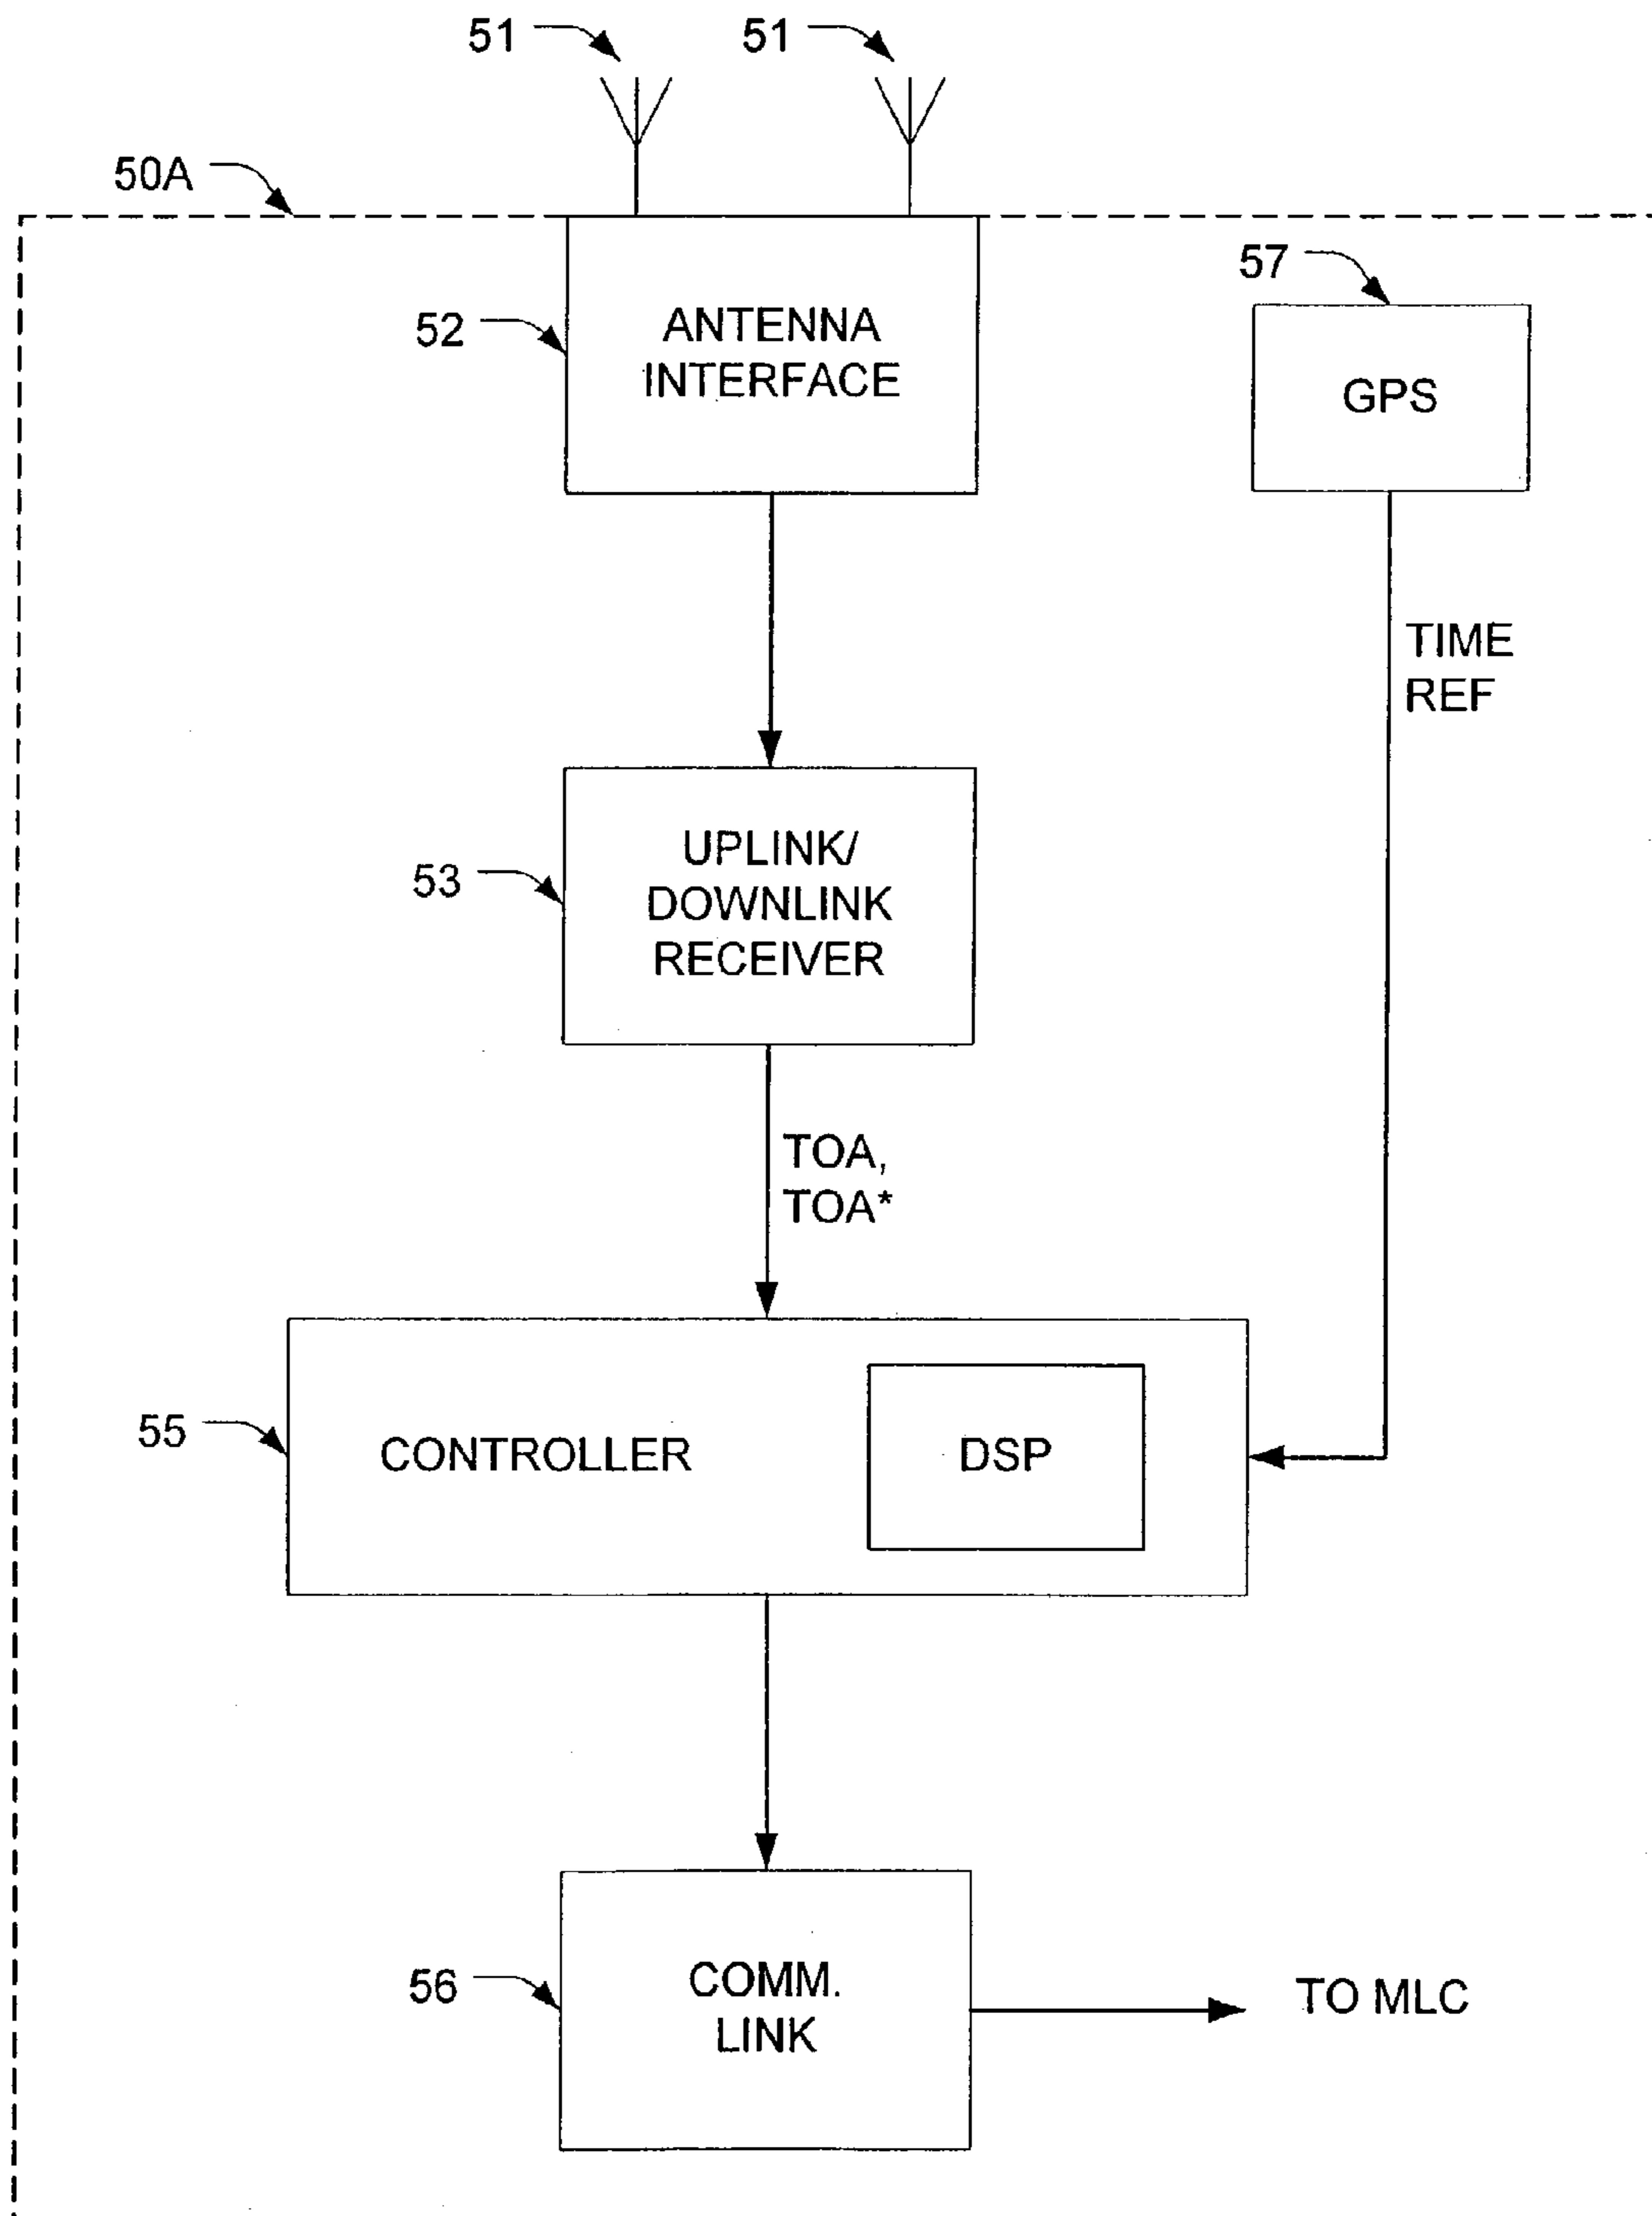 51
51
50A
57
52
ANTENNA
INTERFACE
GPS
TIME
REF
53
UPLINK/
DOWNLINK
RECEIVER
TOA,
TOA*
55
CONTROLLER
DSP
56
COMM.
LINK
TO MLC